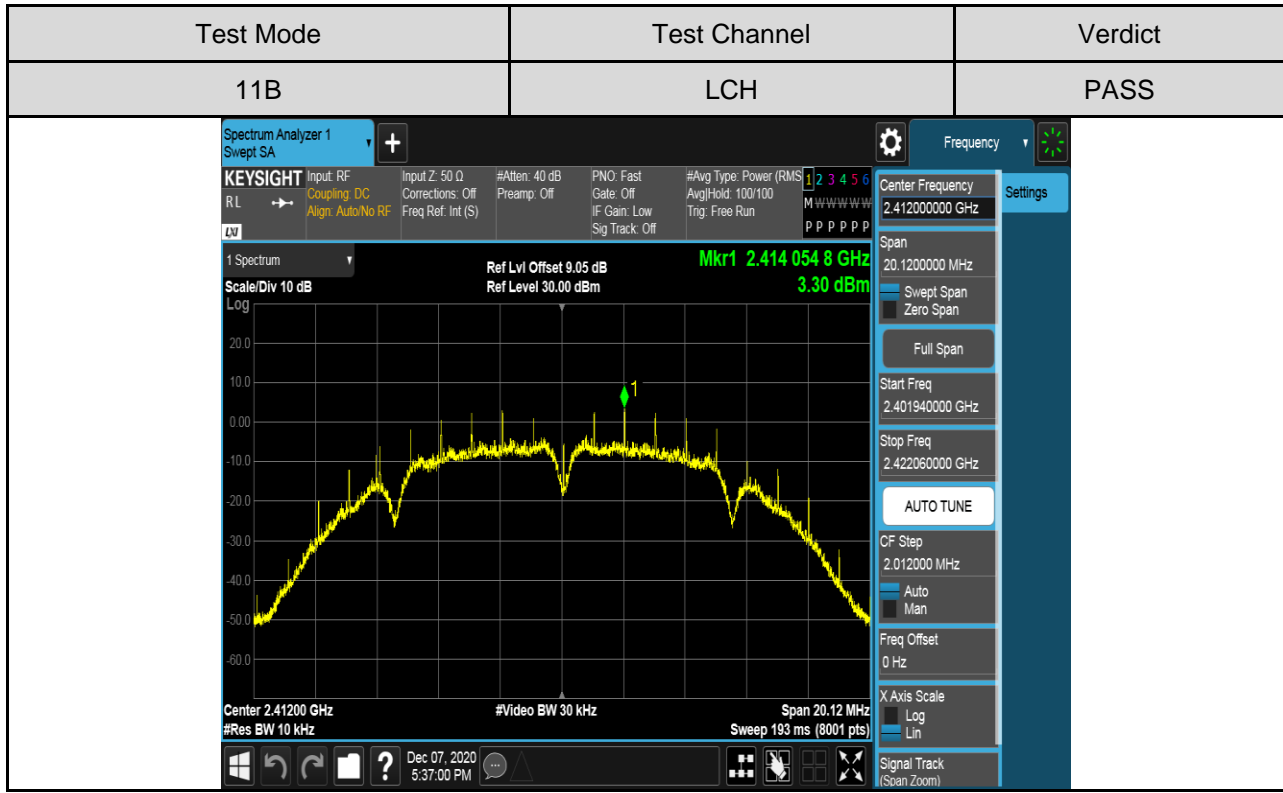 Test Mode Test Channel Verdict
11B LCH PASS
Spectrum Analyzer 1
Swept SA
+
Frequency
KEYSIGHT
RL
LXI
Input: RF
Coupling: DC
Align: Auto/No RF
Input Z: 50 Ω
Corrections: Off
Freq Ref: Int (S)
#Atten: 40 dB
Preamp: Off
PNO: Fast
Gate: Off
IF Gain: Low
Sig Track: Off
#Avg Type: Power (RMS
Avg|Hold: 100/100
Trig: Free Run
1 2 3 4 5 6
M W W W W W
P P P P P P
1 Spectrum
Scale/Div 10 dB
Ref Lvl Offset 9.05 dB
Ref Level 30.00 dBm
Mkr1 2.414 054 8 GHz
3.30 dBm
Log
20.0
10.0
0.00
-10.0
-20.0
-30.0
-40.0
-50.0
-60.0
1
Center 2.41200 GHz
#Res BW 10 kHz
#Video BW 30 kHz
Span 20.12 MHz
Sweep 193 ms (8001 pts)
?
Dec 07, 2020
5:37:00 PM
Center Frequency
2.412000000 GHz
Span
20.1200000 MHz
Swept Span
Zero Span
Full Span
Start Freq
2.401940000 GHz
Stop Freq
2.422060000 GHz
AUTO TUNE
CF Step
2.012000 MHz
Auto
Man
Freq Offset
0 Hz
X Axis Scale
Log
Lin
Signal Track
(Span Zoom)
Settings